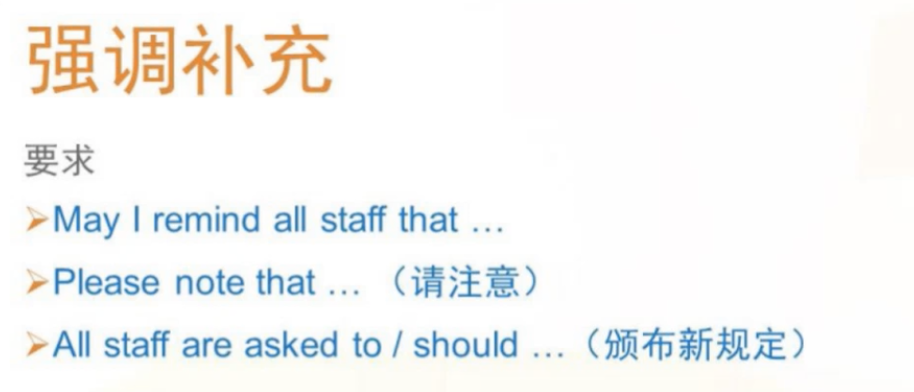 强调补充
要求
➢May I remind all staff that …
➢Please note that … （请注意）
➢All staff are asked to / should …（颁布新规定）